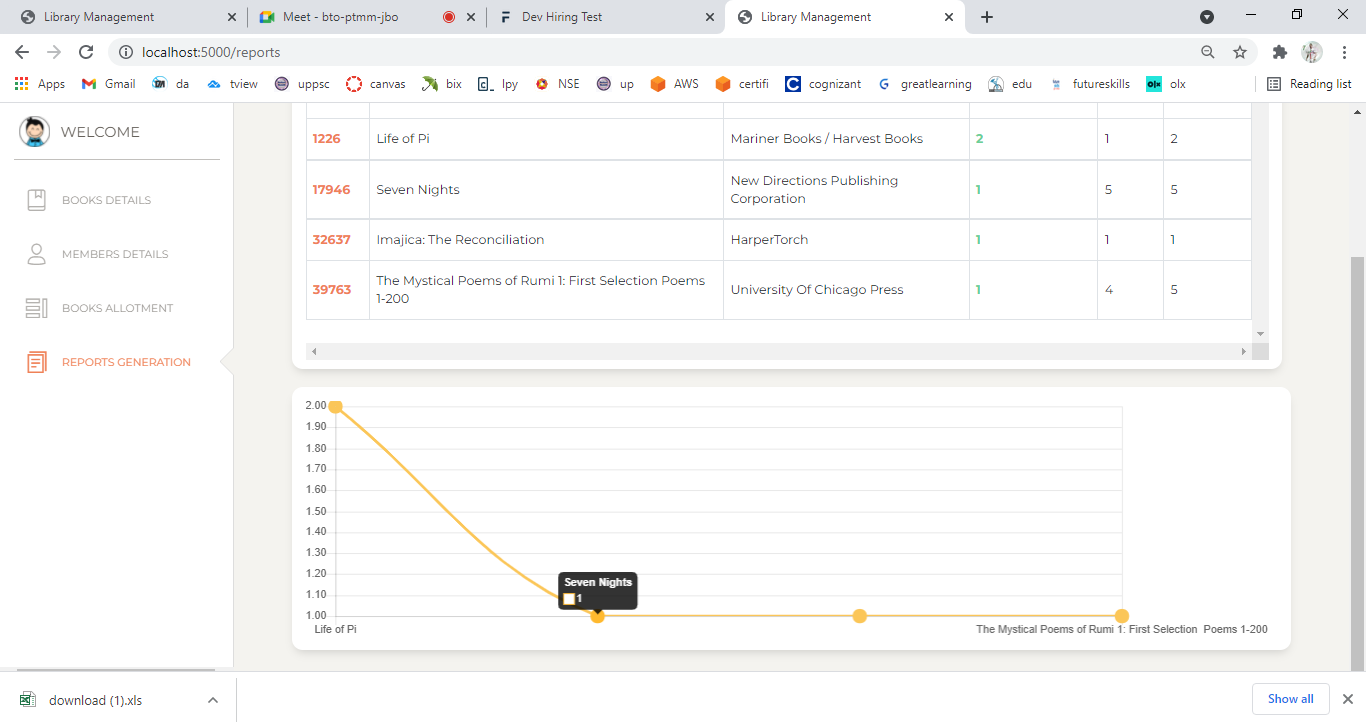 Library Management
Meet - bto-ptmm-jbo
Dev Hiring Test
Library Management
localhost:5000/reports
Apps Gmail da tview uppsc canvas bix lpy NSE up AWS certifi cognizant greatlearning edu futureskills olx Reading list
WELCOME
BOOKS DETAILS
MEMBERS DETAILS
BOOKS ALLOTMENT
REPORTS GENERATION
1226 Life of Pi Mariner Books / Harvest Books 2 1 2
17946 Seven Nights New Directions Publishing
Corporation 1 5 5
32637 Imajica: The Reconciliation HarperTorch 1 1 1
39763 The Mystical Poems of Rumi 1: First Selection Poems
1-200 University Of Chicago Press 1 4 5
2.00
1.90
1.80
1.70
1.60
1.50
1.40
1.30
1.20
1.10
1.00
Seven Nights
1
Life of Pi
The Mystical Poems of Rumi 1: First Selection Poems 1-200
download (1).xls
Show all